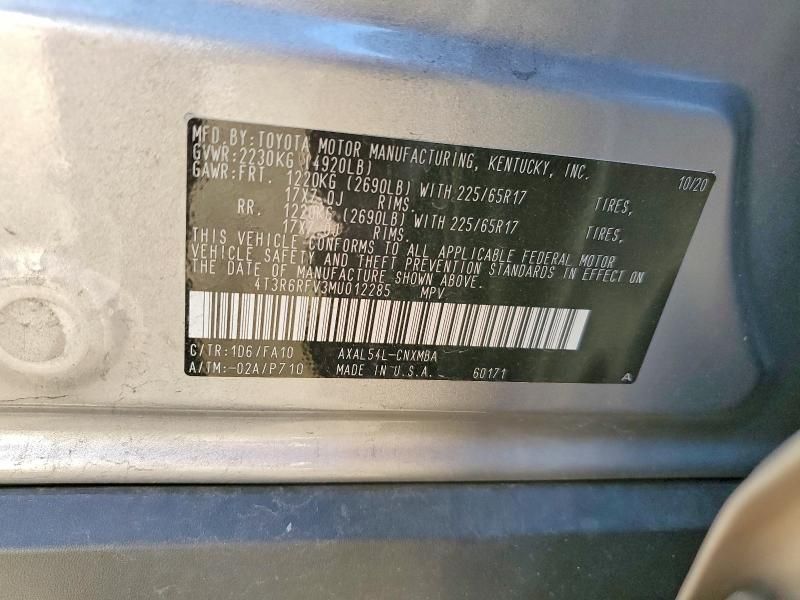 MFD. BY: TOYOTA MOTOR MANUFACTURING, KENTUCKY, INC. 10/20
GVWR: 2230KG (4920LB)
GAWR: FRT. 1220KG (2690LB) WITH 225/65R17 TIRES,
RIMS.
RR. 1220KG (2690LB) WITH 225/65R17 TIRES,
RIMS.
THIS VEHICLE CONFORMS TO ALL APPLICABLE FEDERAL MOTOR
VEHICLE SAFETY AND THEFT PREVENTION STANDARDS IN EFFECT ON
THE DATE OF MANUFACTURE SHOWN ABOVE.
4T3R6RFV3MU012285 MPV
C/TR: 1D6/FA10 AXAL54L-CNXMBA
A/TM: -02A/P710 MADE IN U.S.A. 60171 A